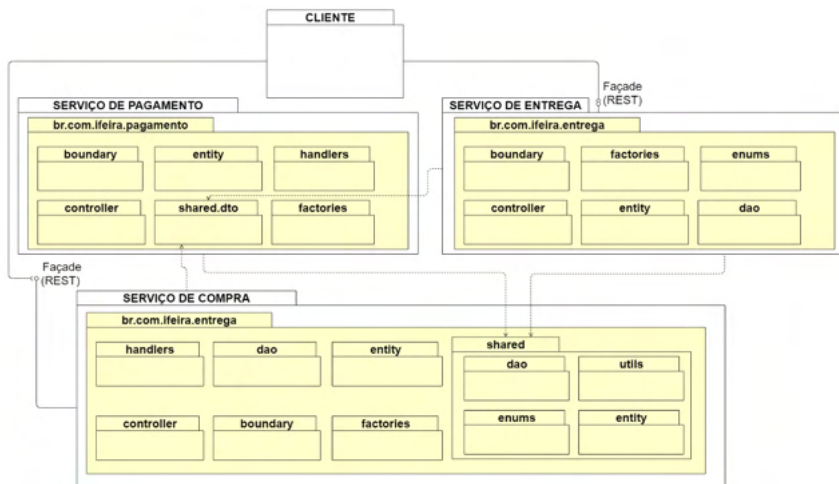 CLIENTE
Façade
(REST)
SERVIÇO DE PAGAMENTO
br.com.ifeira.pagamento
boundary
entity
handlers
controller
shared.dto
factories
SERVIÇO DE ENTREGA
br.com.ifeira.entrega
boundary
factories
enums
controller
entity
dao
Façade
(REST)
SERVIÇO DE COMPRA
br.com.ifeira.entrega
handlers
dao
entity
controller
boundary
factories
shared
dao
utils
enums
entity